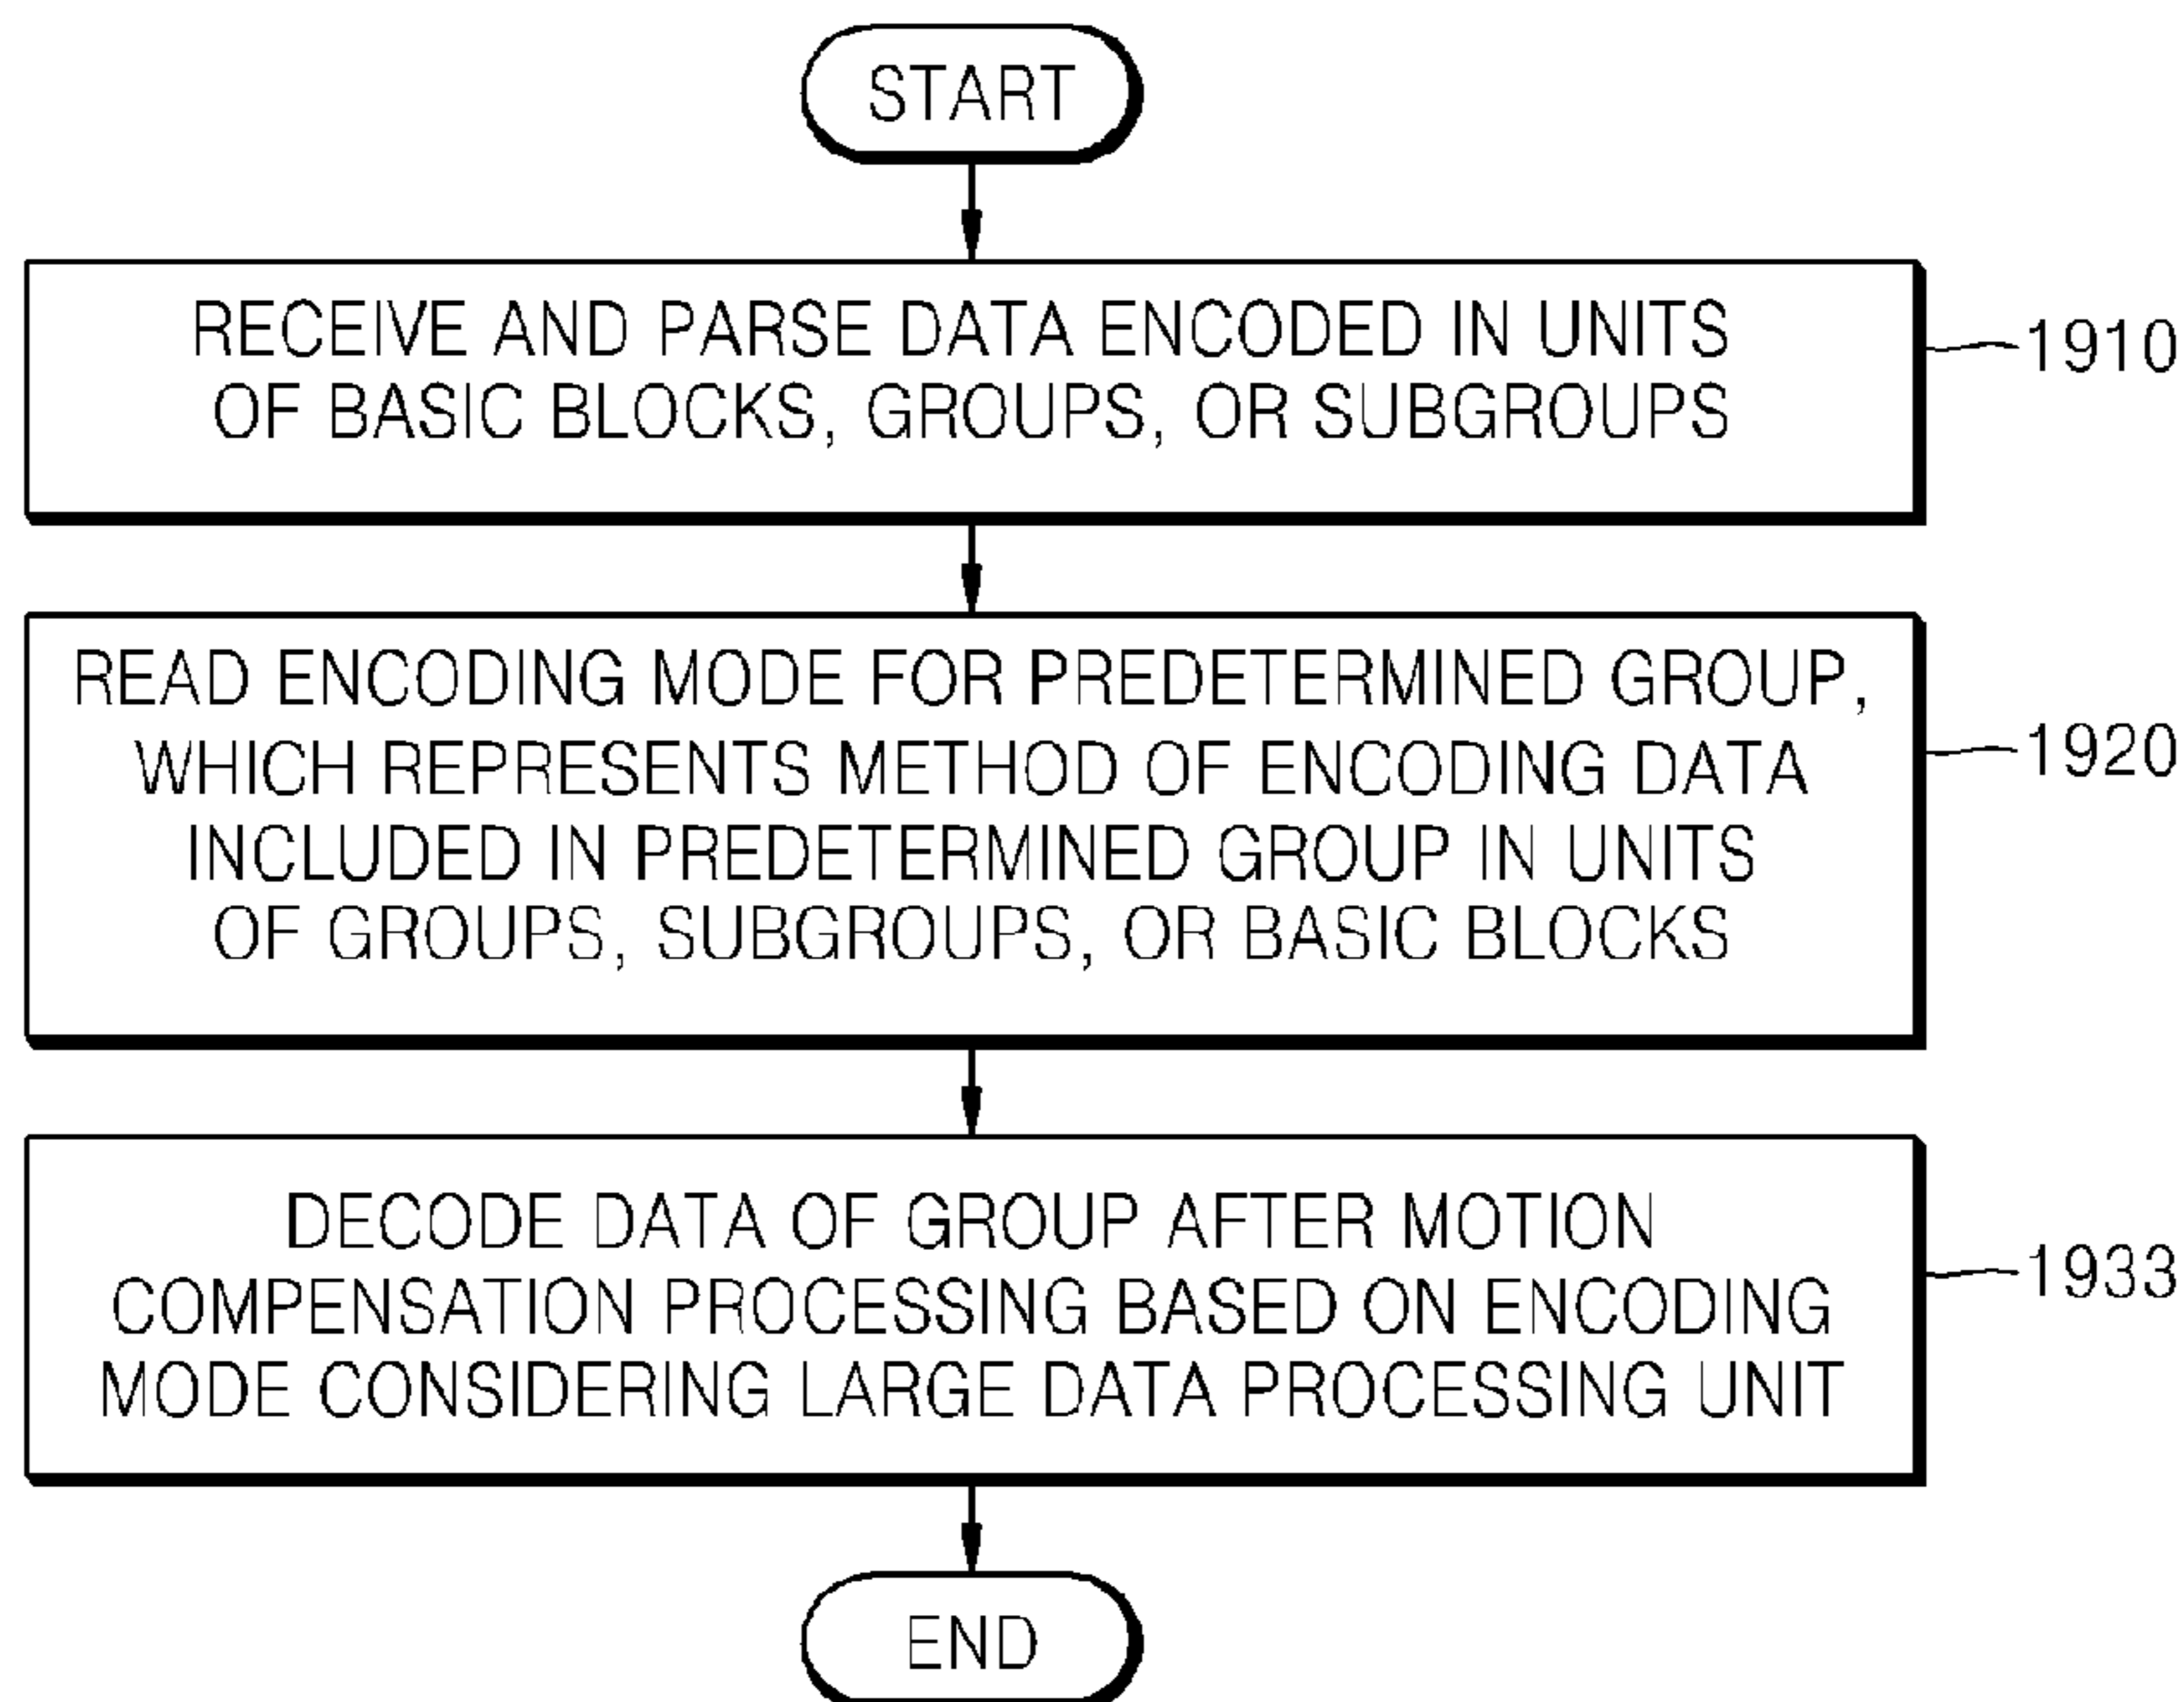 START
RECEIVE AND PARSE DATA ENCODED IN UNITS
OF BASIC BLOCKS, GROUPS, OR SUBGROUPS
1910
READ ENCODING MODE FOR PREDETERMINED GROUP,
WHICH REPRESENTS METHOD OF ENCODING DATA
INCLUDED IN PREDETERMINED GROUP IN UNITS
OF GROUPS, SUBGROUPS, OR BASIC BLOCKS
1920
DECODE DATA OF GROUP AFTER MOTION
COMPENSATION PROCESSING BASED ON ENCODING
MODE CONSIDERING LARGE DATA PROCESSING UNIT
1933
END